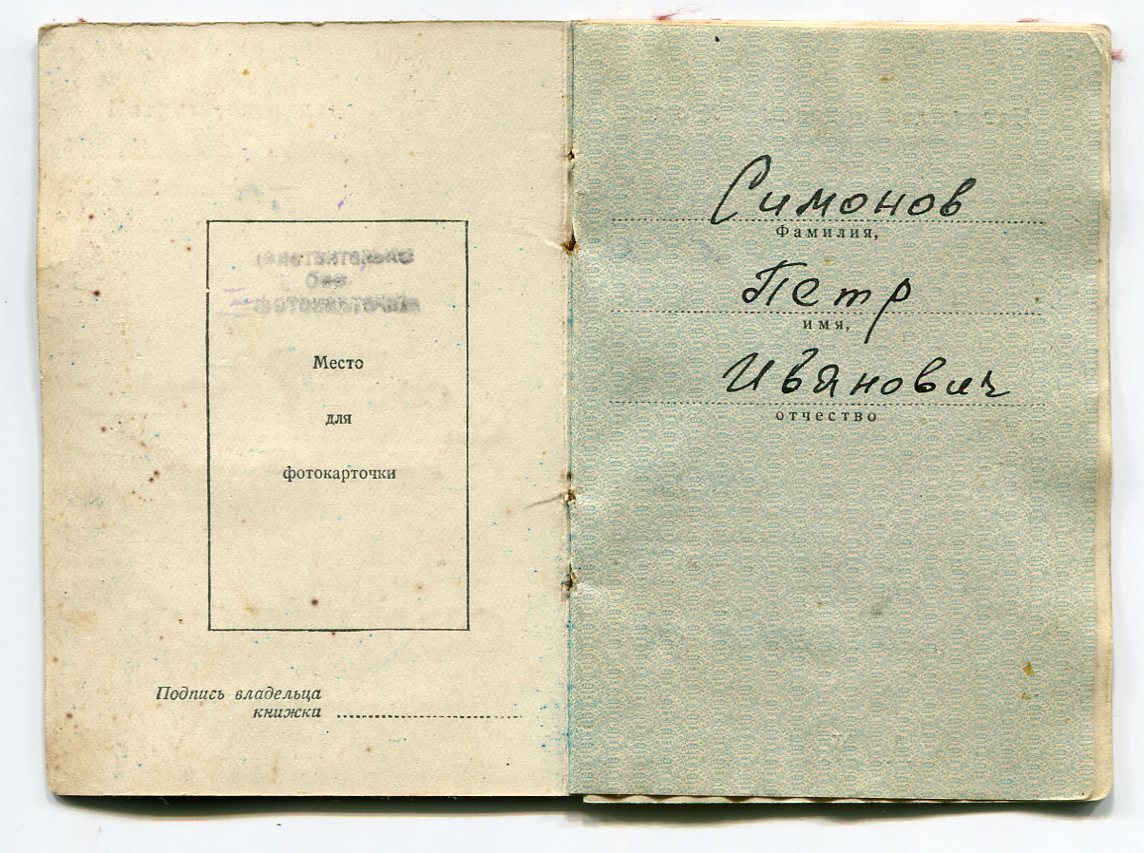 Место
для
фотокарточки
Подпись владельца
книжки
Симонов
Фамилия,
Петр
имя,
Иванович
отчество